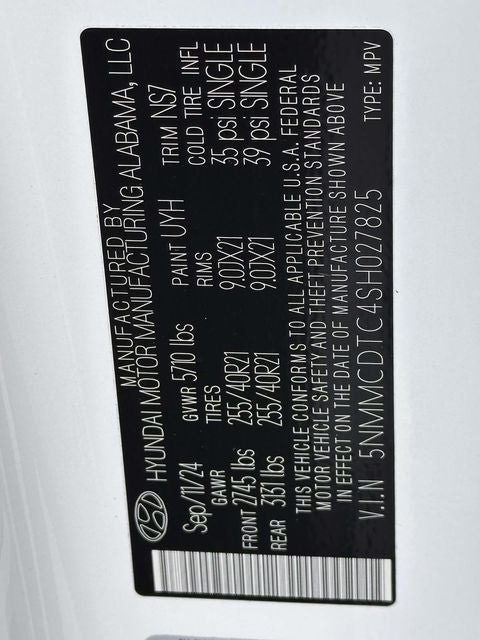 MANUFACTURED BY
HYUNDAI MOTOR MANUFACTURING ALABAMA, LLC
Sep/11/24 GVWR 5710 lbs PAINT UYH TRIM NS7
GAWR TIRES RIMS COLD TIRE INFL
FRONT 2745 lbs 255/40R21 9.0JX21 35 psi SINGLE
REAR 3131 lbs 255/40R21 9.0JX21 39 psi SINGLE
THIS VEHICLE CONFORMS TO ALL APPLICABLE U.S.A. FEDERAL
MOTOR VEHICLE SAFETY AND THEFT PREVENTION STANDARDS
IN EFFECT ON THE DATE OF MANUFACTURE SHOWN ABOVE
V.I.N 5NMMCDTC4SH027825 TYPE: MPV